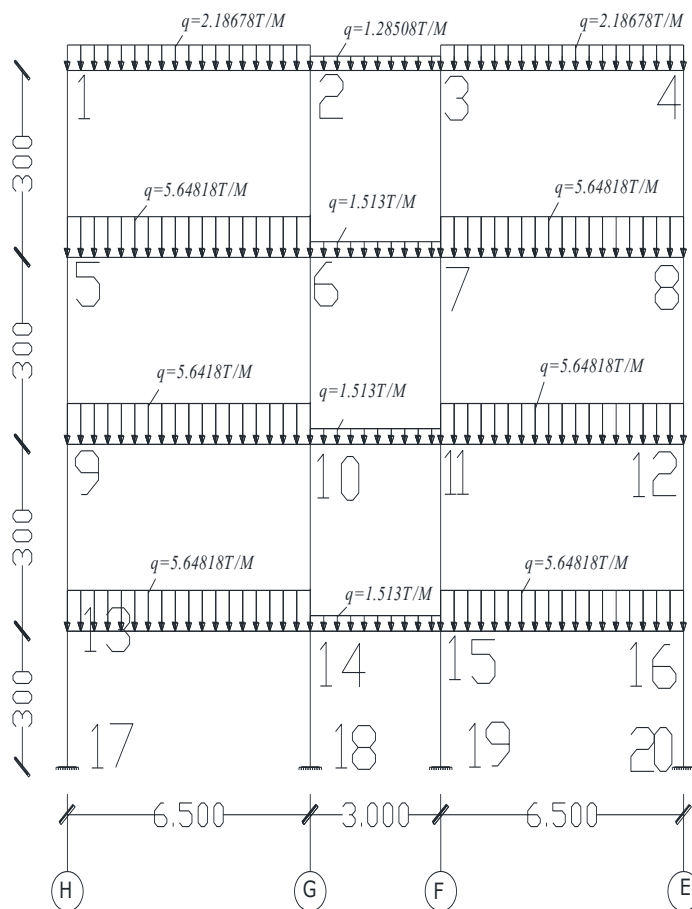 q=2.18678T/M
q=1.28508T/M
q=2.18678T/M
1
2
3
4
300
q=5.64818T/M
q=1.513T/M
q=5.64818T/M
5
6
7
8
300
q=5.6418T/M
q=1.513T/M
q=5.64818T/M
9
10
11
12
300
q=5.64818T/M
q=1.513T/M
q=5.64818T/M
13
14
15
16
300
17
18
19
20
6.500
3.000
6.500
H
G
F
E